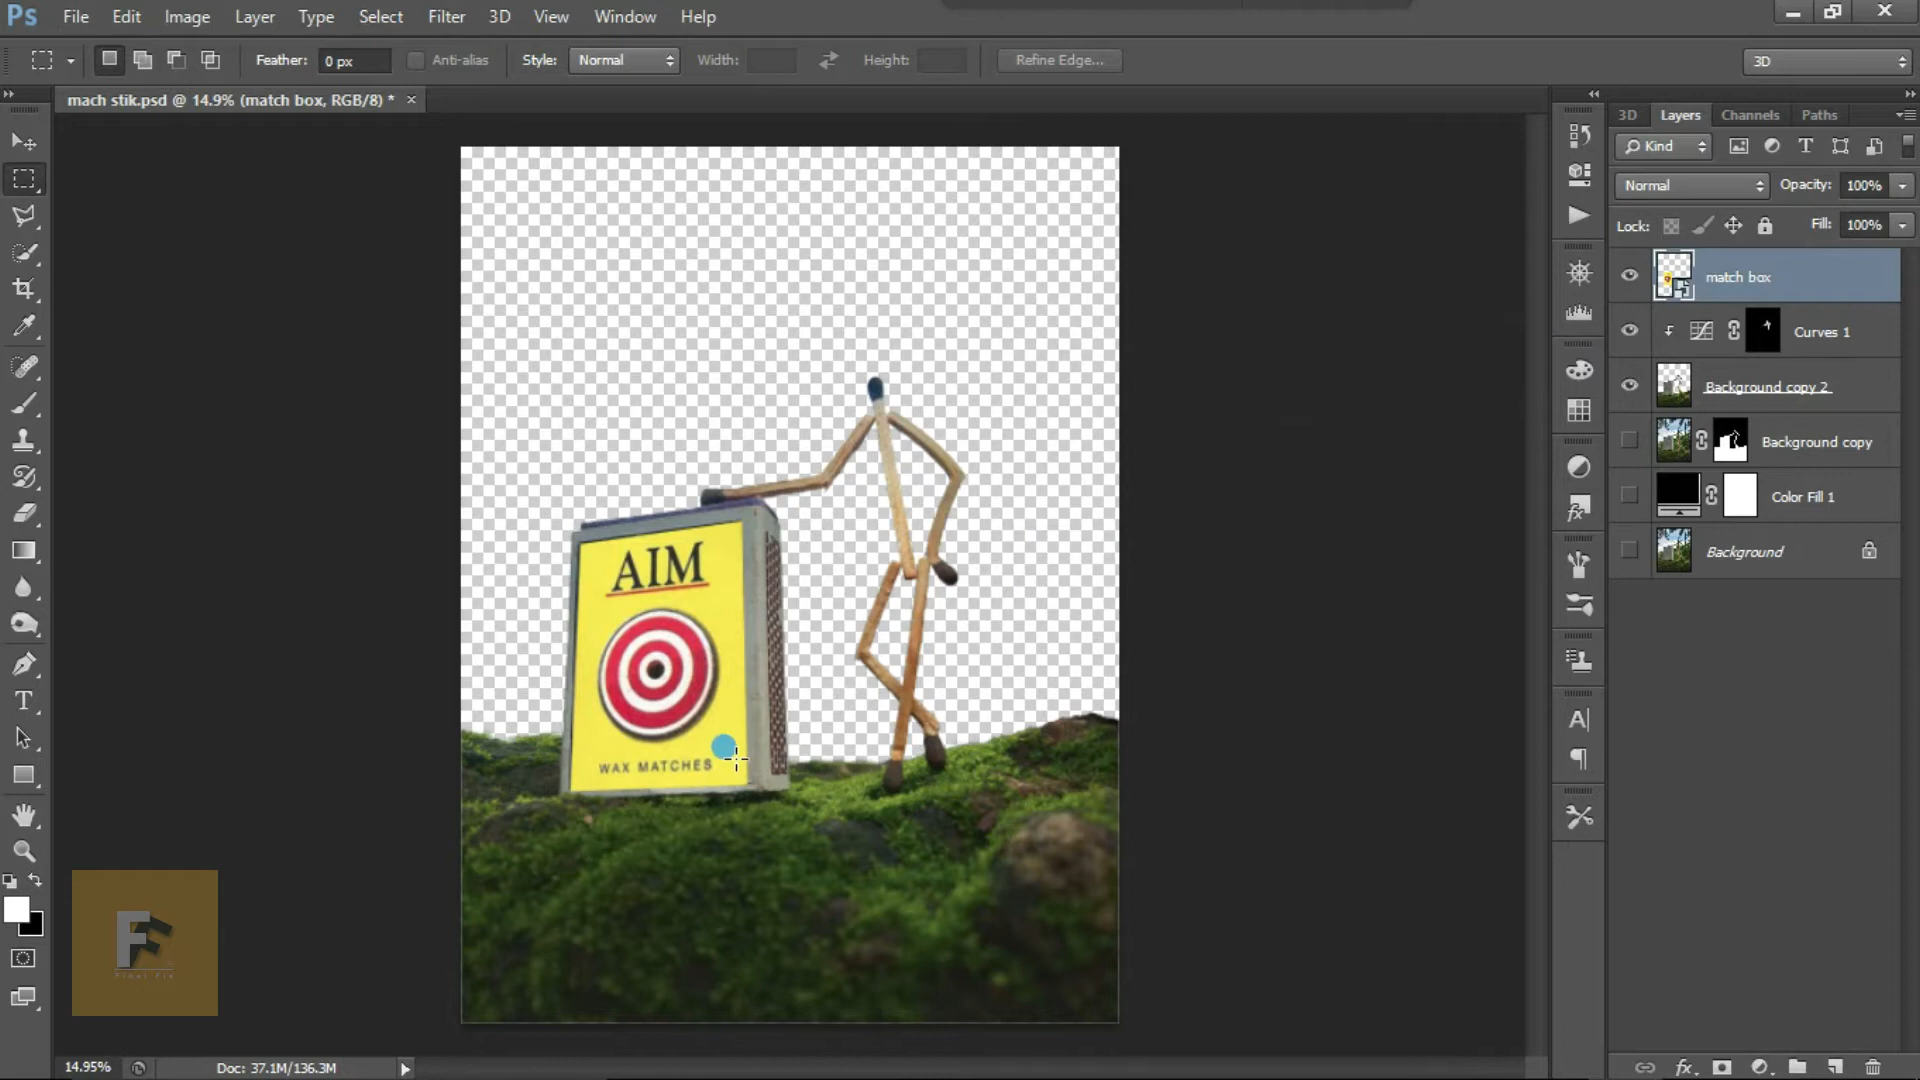 Ps File Edit Image Layer Type Select Filter 3D View Window Help
Feather: 0 px Anti-alias Style: Normal Width: Height: Refine Edge... 3D
mach stik.psd @ 14.9% (match box, RGB/8) * ×
3D Layers Channels Paths
Kind
Normal Opacity: 100%
Lock: Fill: 100%
match box
Curves 1
Background copy 2
Background copy
Color Fill 1
Background
AIM
WAX MATCHES
14.95% Doc: 37.1M/136.3M